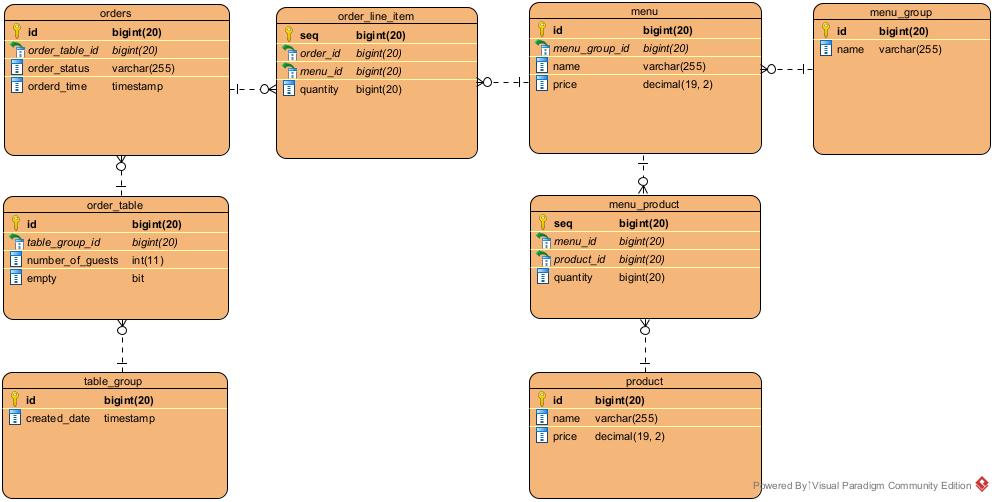 orders
id bigint(20)
order_table_id bigint(20)
order_status varchar(255)
orderd_time timestamp
order_line_item
seq bigint(20)
order_id bigint(20)
menu_id bigint(20)
quantity bigint(20)
menu
id bigint(20)
menu_group_id bigint(20)
name varchar(255)
price decimal(19, 2)
menu_group
id bigint(20)
name varchar(255)
order_table
id bigint(20)
table_group_id bigint(20)
number_of_guests int(11)
empty bit
menu_product
seq bigint(20)
menu_id bigint(20)
product_id bigint(20)
quantity bigint(20)
table_group
id bigint(20)
created_date timestamp
product
id bigint(20)
name varchar(255)
price decimal(19, 2)
Powered By Visual Paradigm Community Edition